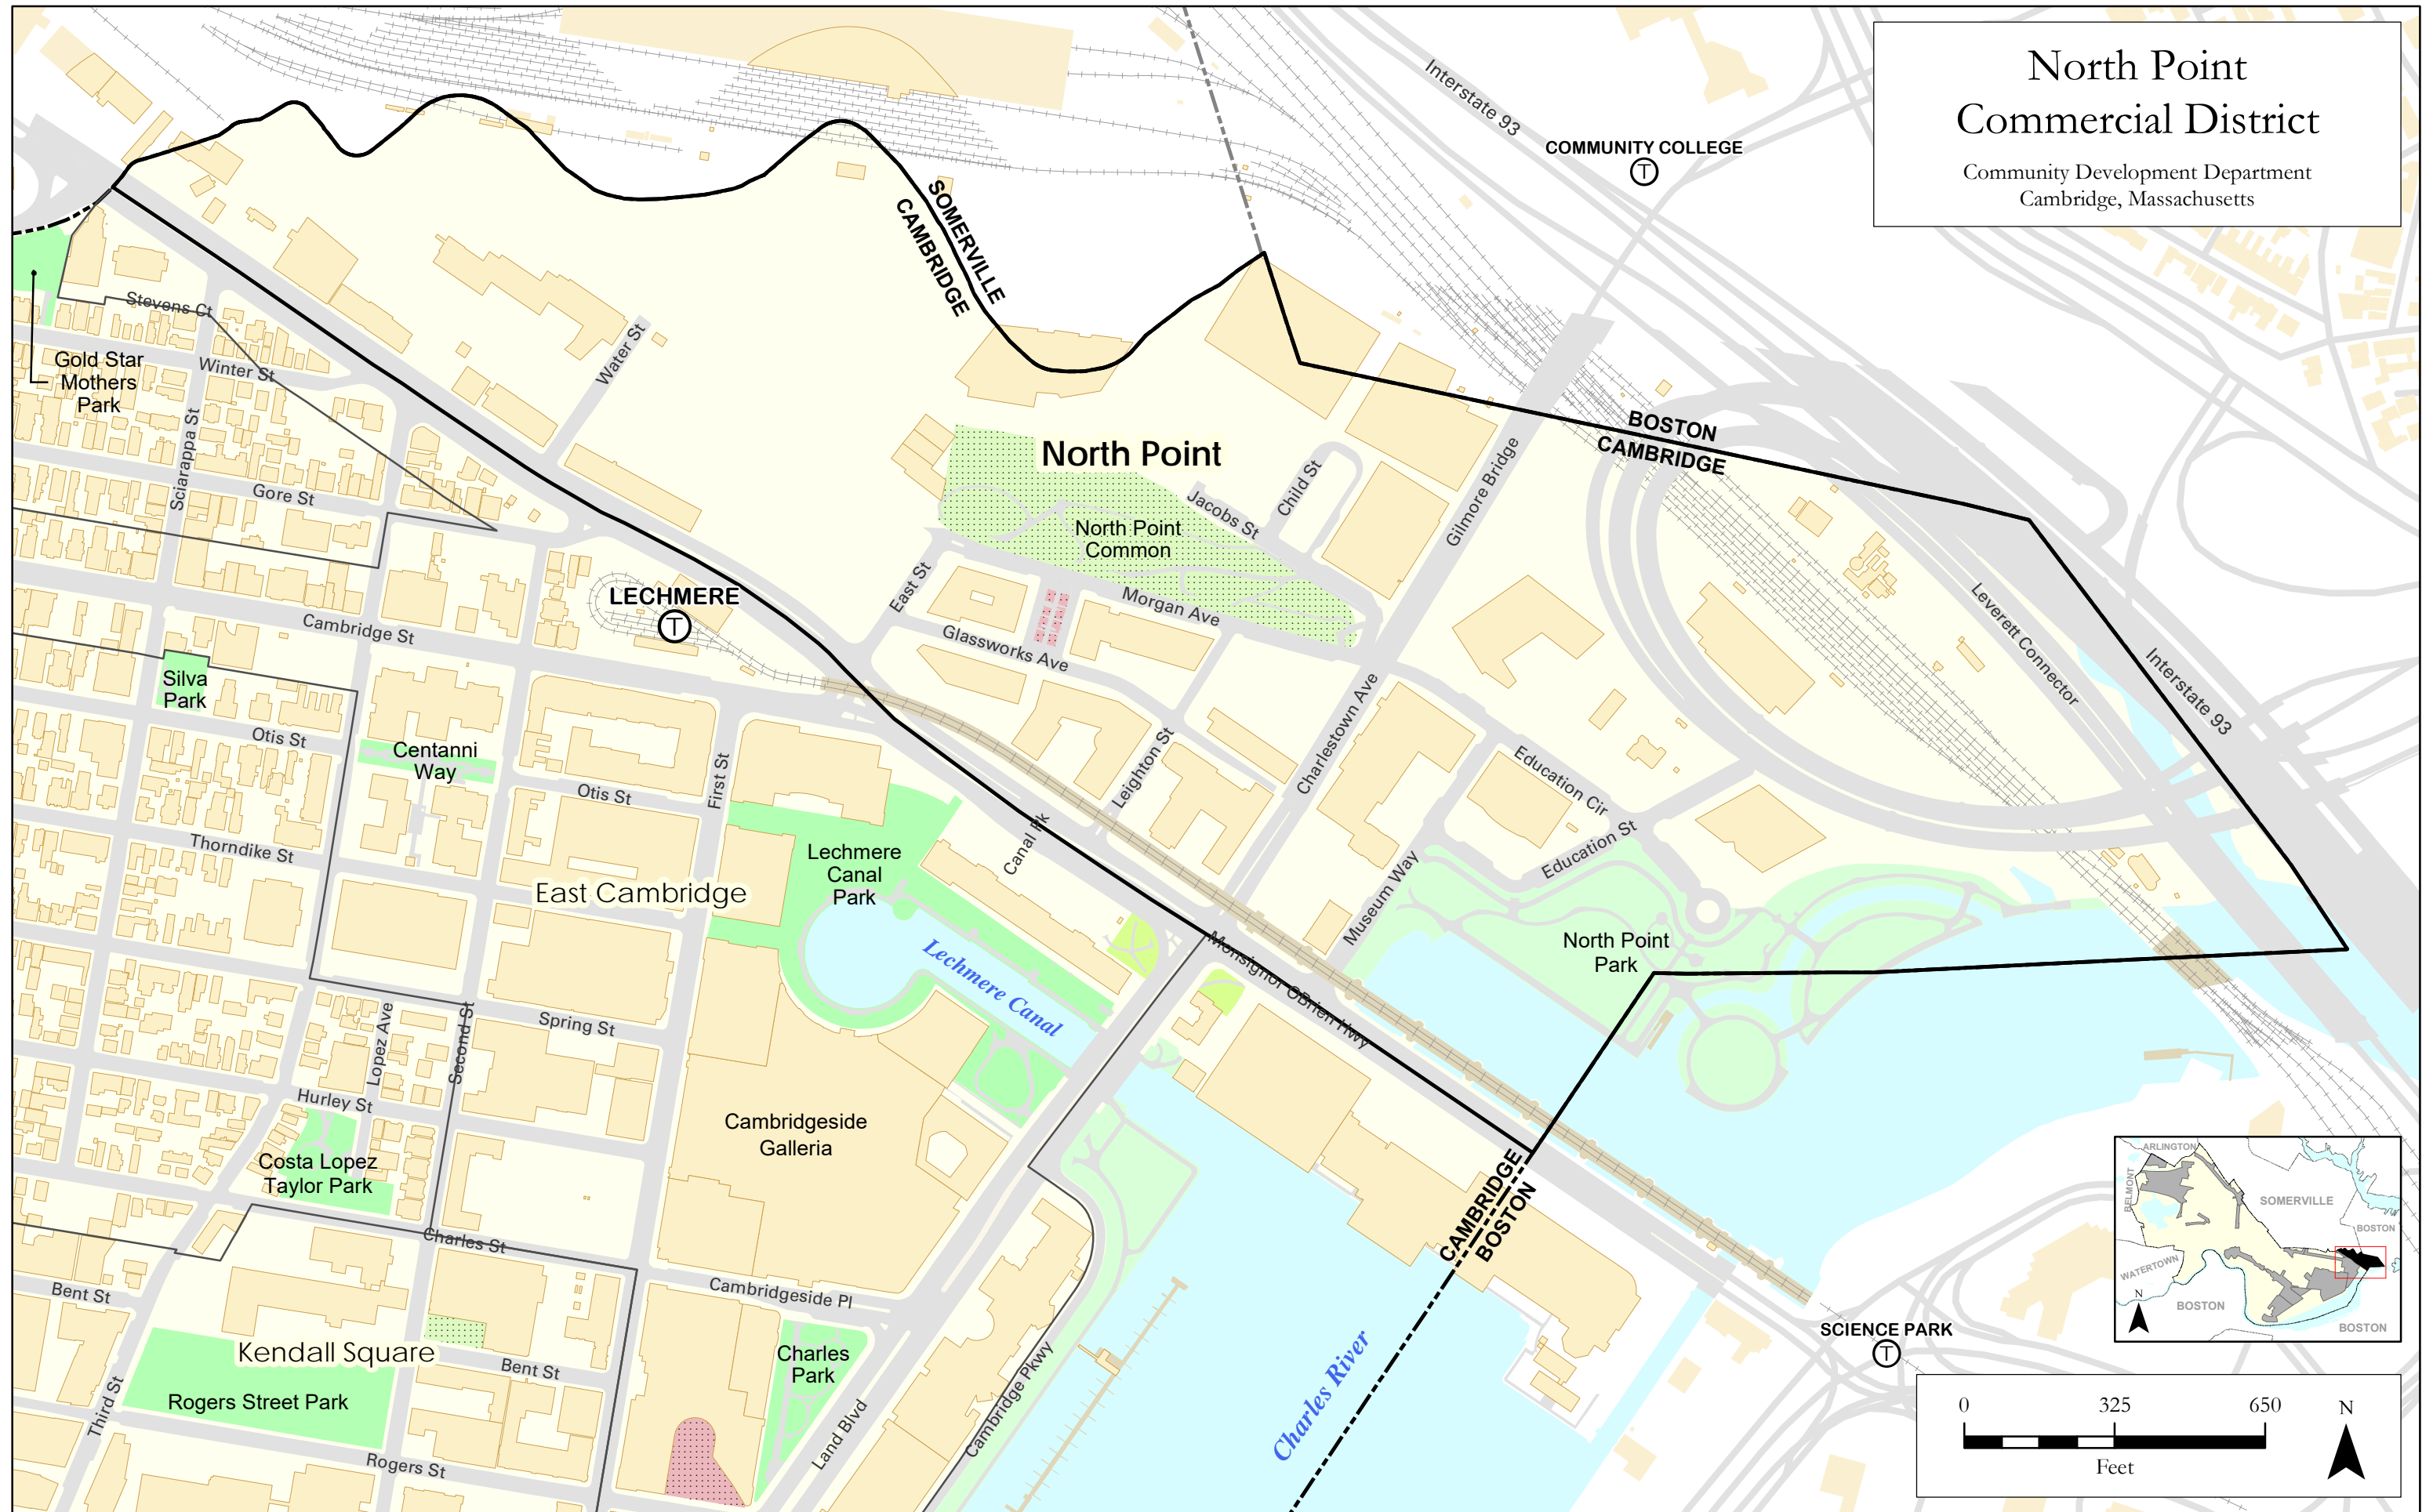 North Point
Commercial District
Community Development Department
Cambridge, Massachusetts
Interstate 93
COMMUNITY COLLEGE
T
SOMERVILLE
CAMBRIDGE
Stevens Ct
Gold Star
Mothers
Park
Winter St
Water St
Sciarappa St
Gore St
North Point
BOSTON
CAMBRIDGE
Gilmore Bridge
Child St
Jacobs St
North Point
Common
East St
Morgan Ave
Glassworks Ave
LECHMERE
T
Cambridge St
Leverett Connector
Interstate 93
Silva
Park
Otis St
Centanni
Way
Otis St
First St
Leighton St
Charlestown Ave
Education Cir
Education St
Museum Way
Canal Pk
Thorndike St
East Cambridge
Lechmere
Canal
Park
Lechmere Canal
North Point
Park
Monsignor OBrien Hwy
Spring St
Lopez Ave
Second St
Hurley St
Costa Lopez
Taylor Park
Cambridgeside
Galleria
CAMBRIDGE
BOSTON
Charles St
Bent St
Cambridgeside Pl
Kendall Square
Bent St
Charles
Park
Rogers Street Park
Third St
Rogers St
Land Blvd
Cambridge Pkwy
Charles River
SCIENCE PARK
T
ARLINGTON
BELMONT
SOMERVILLE
BOSTON
WATERTOWN
N
BOSTON
BOSTON
0 325 650
Feet
N